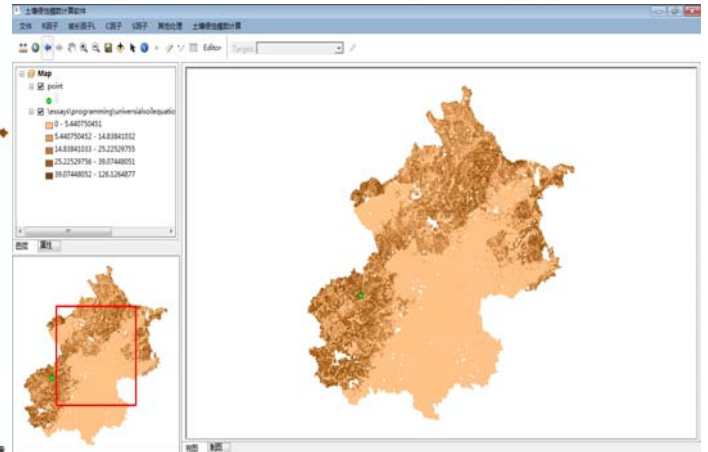 土壤侵蚀模数计算软件
文件 R因子 坡长因子L C因子 S因子 其他处理 土壤侵蚀模数计算
Editor Target:
Map
point
\essays\programming\universialsoilequatio
0 - 5.440750451
5.440750452 - 14.83841032
14.83841033 - 25.22529755
25.22529756 - 39.07448051
39.07448052 - 126.1264877
图层 属性
视图 制图